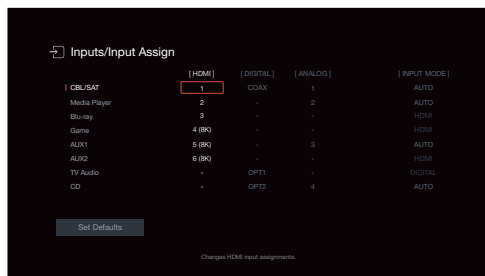 Inputs/Input Assign
[ HDMI ] [ DIGITAL ] [ ANALOG ] [ INPUT MODE ]
CBL/SAT 1 COAX 1 AUTO
Media Player 2 - 2 AUTO
Blu-ray 3 - - HDMI
Game 4 (8K) - - HDMI
AUX1 5 (8K) - 3 AUTO
AUX2 6 (8K) - - HDMI
TV Audio - OPT1 - DIGITAL
CD - OPT2 4 AUTO
Set Defaults
Changes HDMI input assignments.